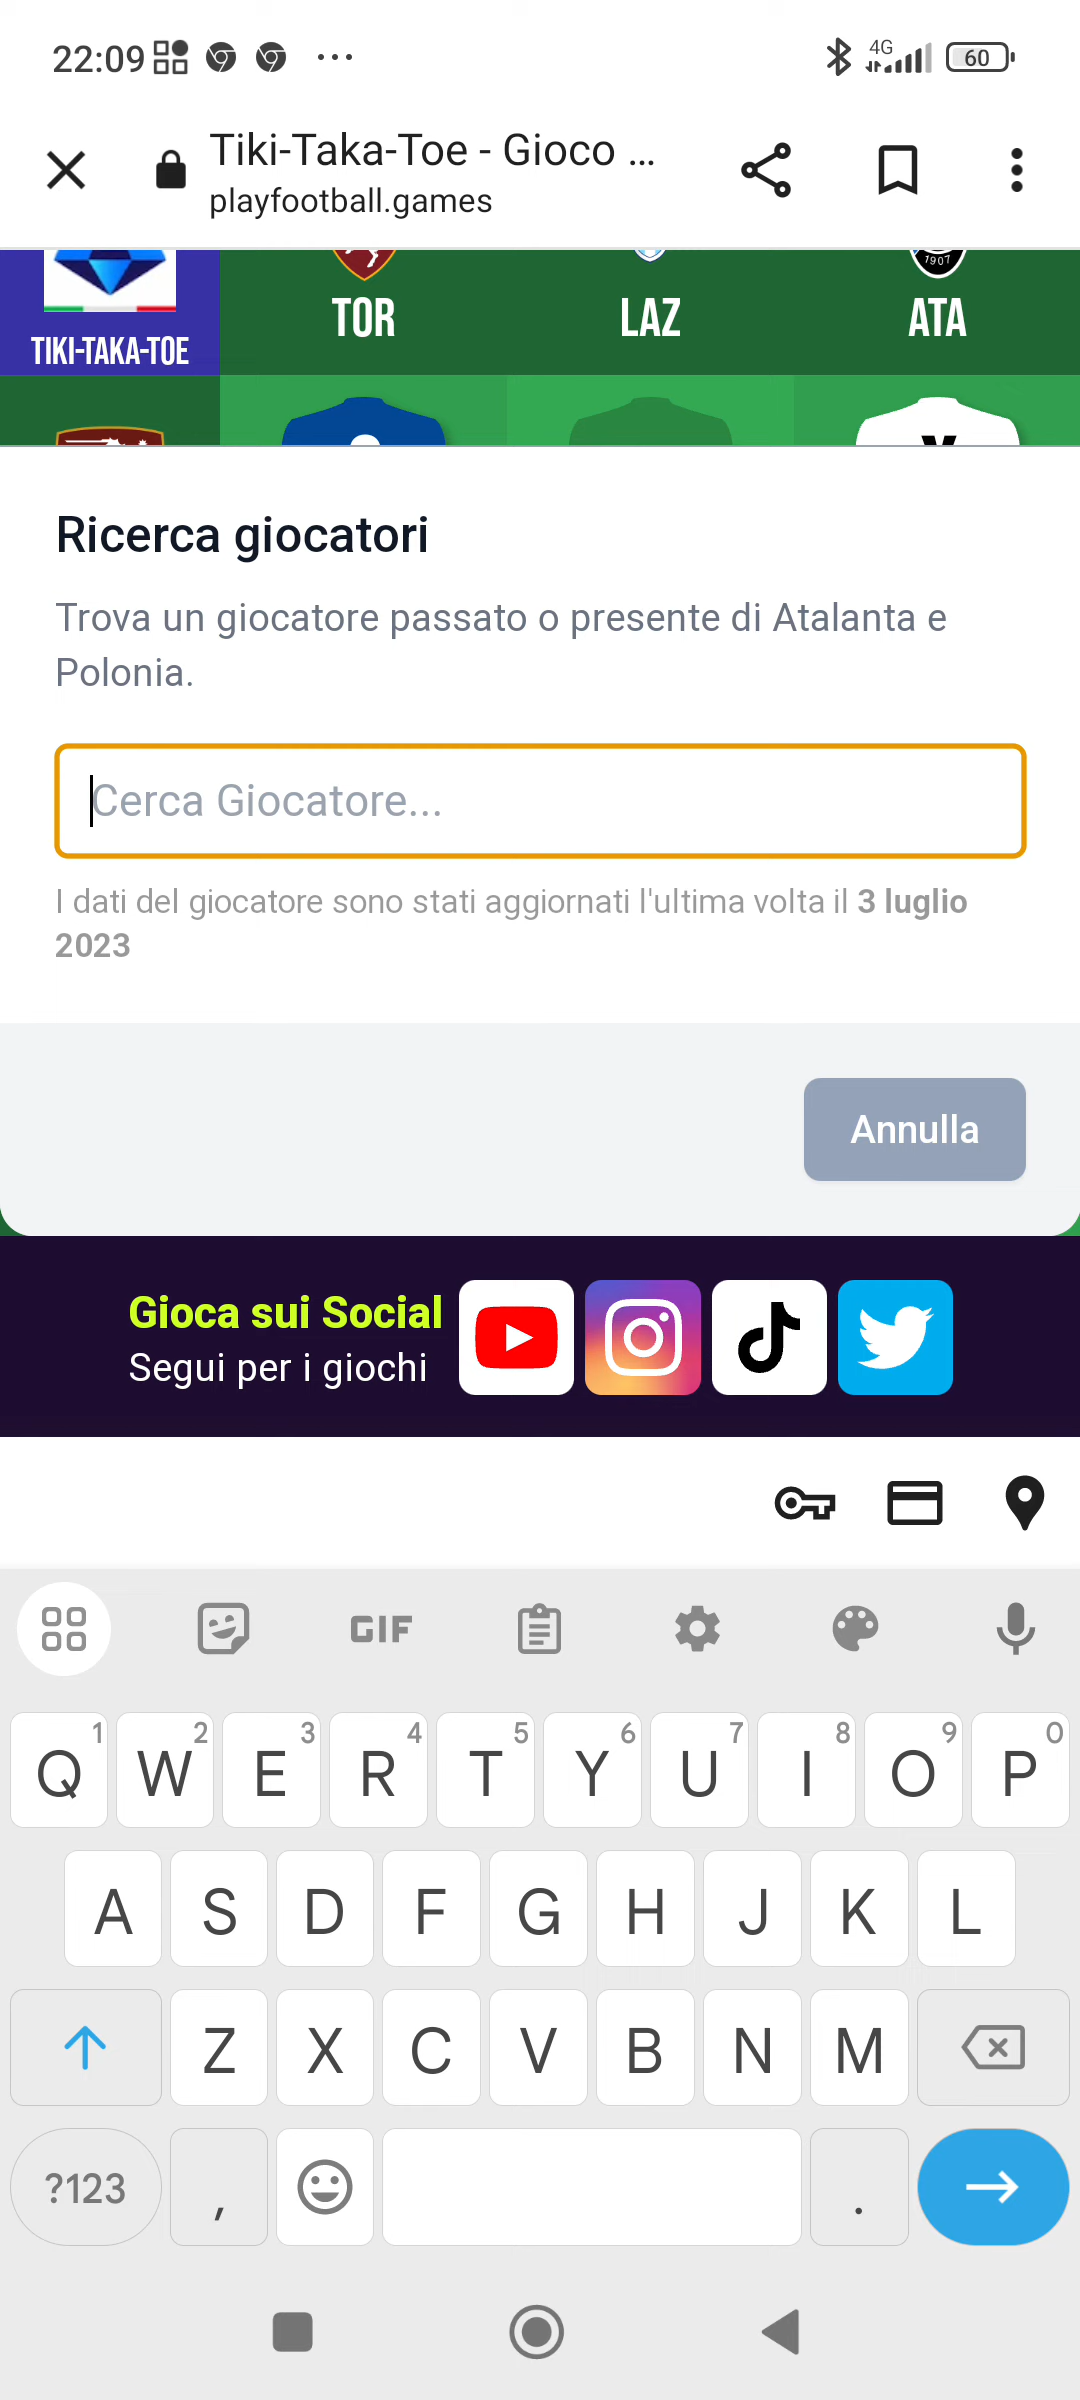 22:09 ... 4G 60
Tiki-Taka-Toe - Gioco ...
playfootball.games
1907
TOR LAZ ATA
TIKI-TAKA-TOE
Ricerca giocatori
Trova un giocatore passato o presente di Atalanta e
Polonia.
Cerca Giocatore...
I dati del giocatore sono stati aggiornati l'ultima volta il 3 luglio
2023
Annulla
Gioca sui Social
Segui per i giochi
GIF
1 2 3 4 5 6 7 8 9 0
Q W E R T Y U I O P
A S D F G H J K L
Z X C V B N M
?123 , .